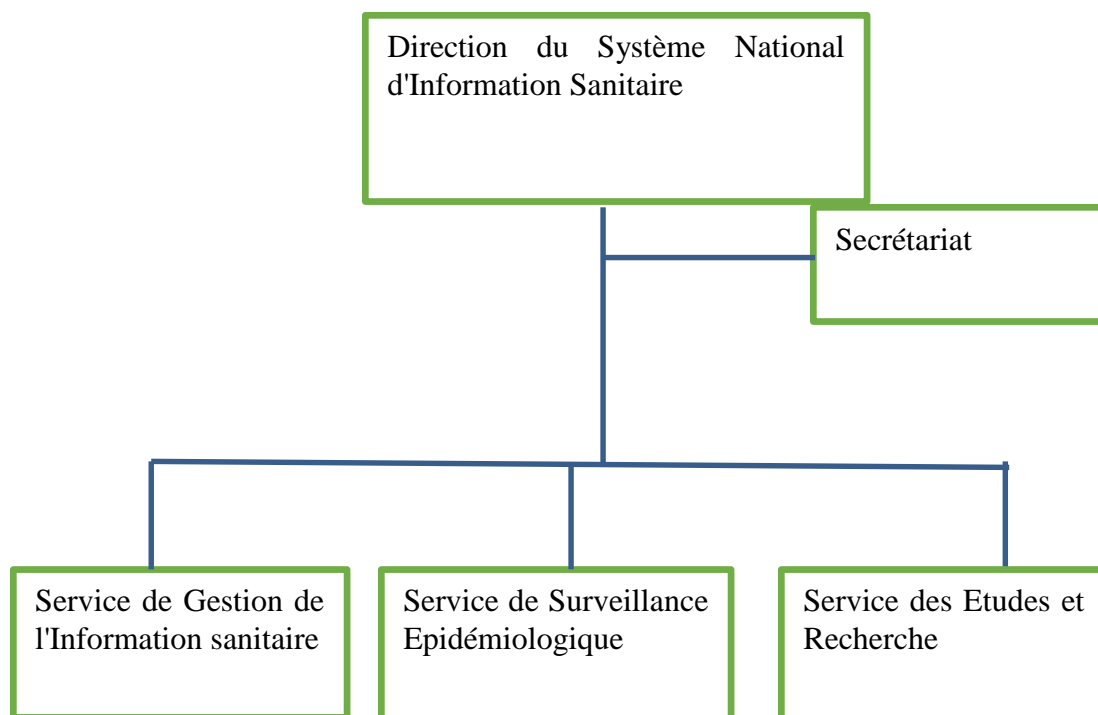 Direction du Système National
d'Information Sanitaire
Secrétariat
Service de Gestion de
l'Information sanitaire
Service de Surveillance
Epidémiologique
Service des Etudes et
Recherche